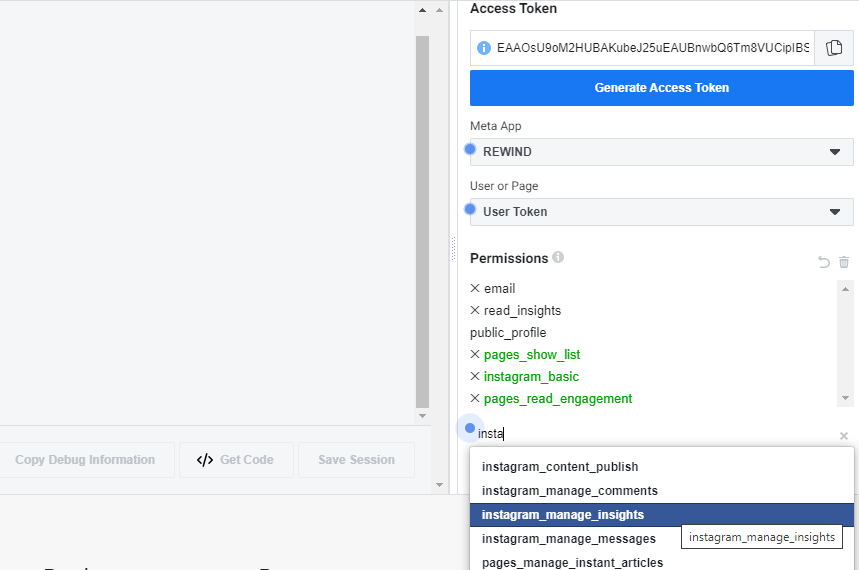 Access Token
EAAOsU9oM2HUBAKubeJ25uEAUBnwbQ6Tm8VUCipIBS
Generate Access Token
Meta App
REWIND
User or Page
User Token
Permissions
email
read_insights
public_profile
pages_show_list
instagram_basic
pages_read_engagement
insta
Copy Debug Information
</> Get Code
Save Session
instagram_content_publish
instagram_manage_comments
instagram_manage_insights
instagram_manage_insights
instagram_manage_messages
pages_manage_instant_articles